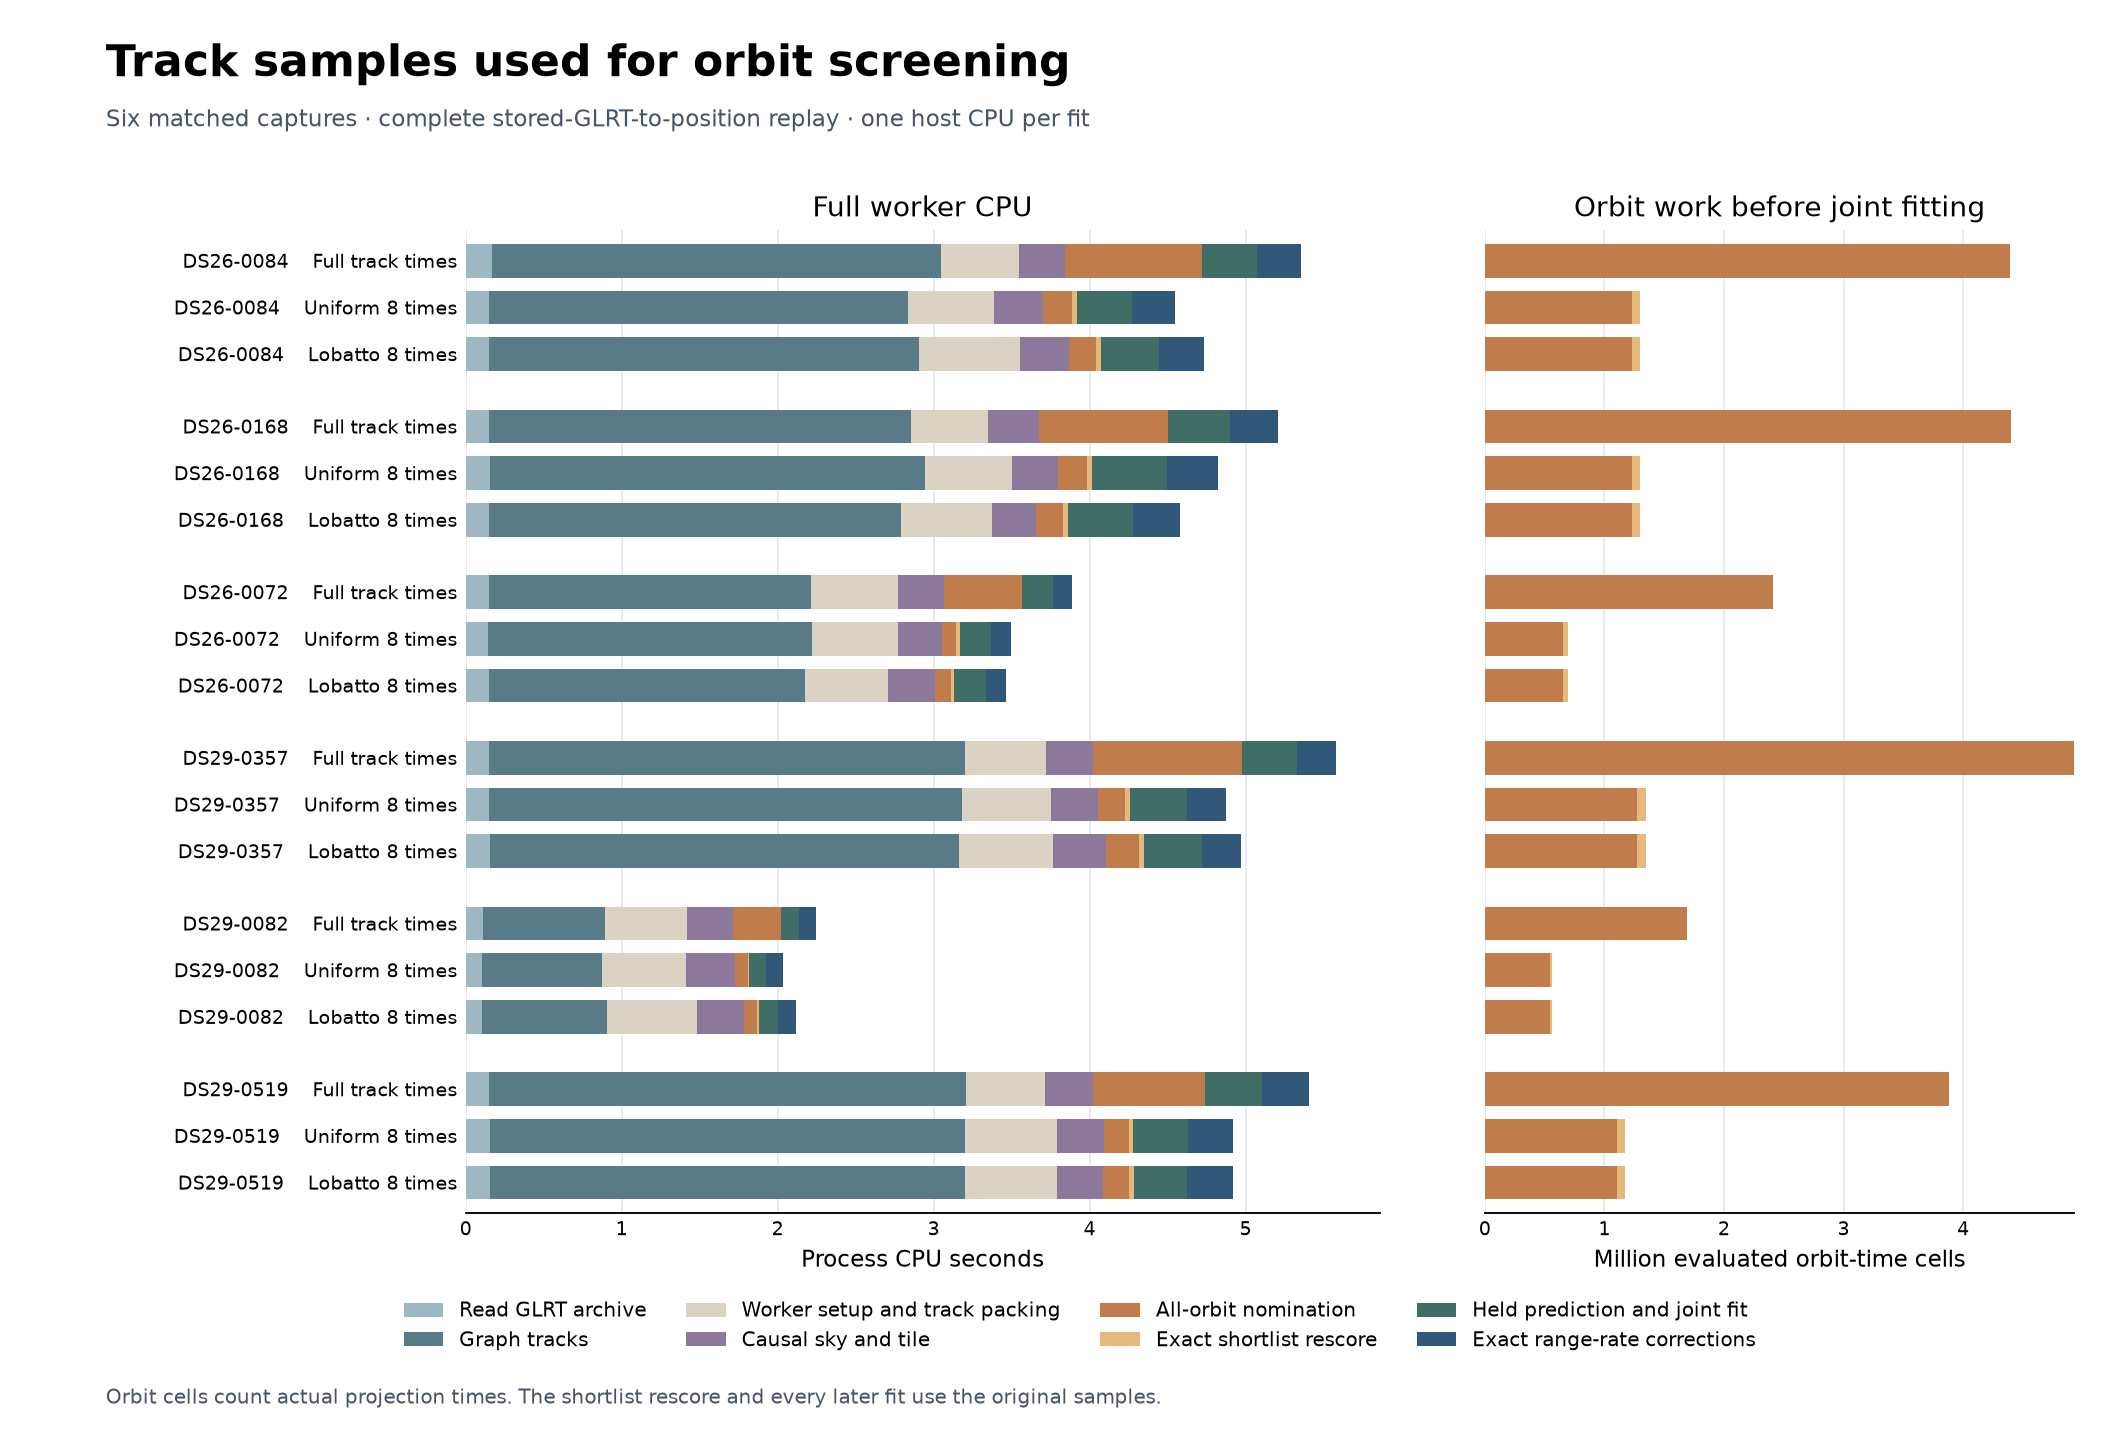 Track samples used for orbit screening
Six matched captures · complete stored-GLRT-to-position replay · one host CPU per fit
Full worker CPU
Orbit work before joint fitting
DS26-0084 Full track times
DS26-0084 Uniform 8 times
DS26-0084 Lobatto 8 times
DS26-0168 Full track times
DS26-0168 Uniform 8 times
DS26-0168 Lobatto 8 times
DS26-0072 Full track times
DS26-0072 Uniform 8 times
DS26-0072 Lobatto 8 times
DS29-0357 Full track times
DS29-0357 Uniform 8 times
DS29-0357 Lobatto 8 times
DS29-0082 Full track times
DS29-0082 Uniform 8 times
DS29-0082 Lobatto 8 times
DS29-0519 Full track times
DS29-0519 Uniform 8 times
DS29-0519 Lobatto 8 times
0 1 2 3 4 5
Process CPU seconds
0 1 2 3 4
Million evaluated orbit-time cells
Read GLRT archive
Graph tracks
Worker setup and track packing
Causal sky and tile
All-orbit nomination
Exact shortlist rescore
Held prediction and joint fit
Exact range-rate corrections
Orbit cells count actual projection times. The shortlist rescore and every later fit use the original samples.